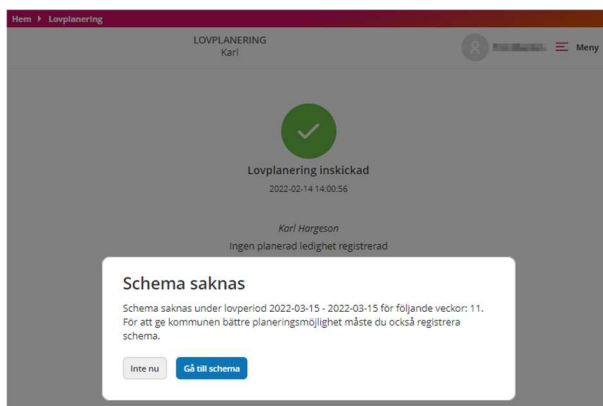 Hem Lovplanering
LOVPLANERING
Karl
Meny
Lovplanering inskickad
2022-02-14 14:00:56
Karl Hargeson
Ingen planerad ledighet registrerad
Schema saknas
Schema saknas under lovperiod 2022-03-15 - 2022-03-15 för följande veckor: 11.
För att ge kommunen bättre planeringsmöjlighet måste du också registrera
schema.
Inte nu Gå till schema